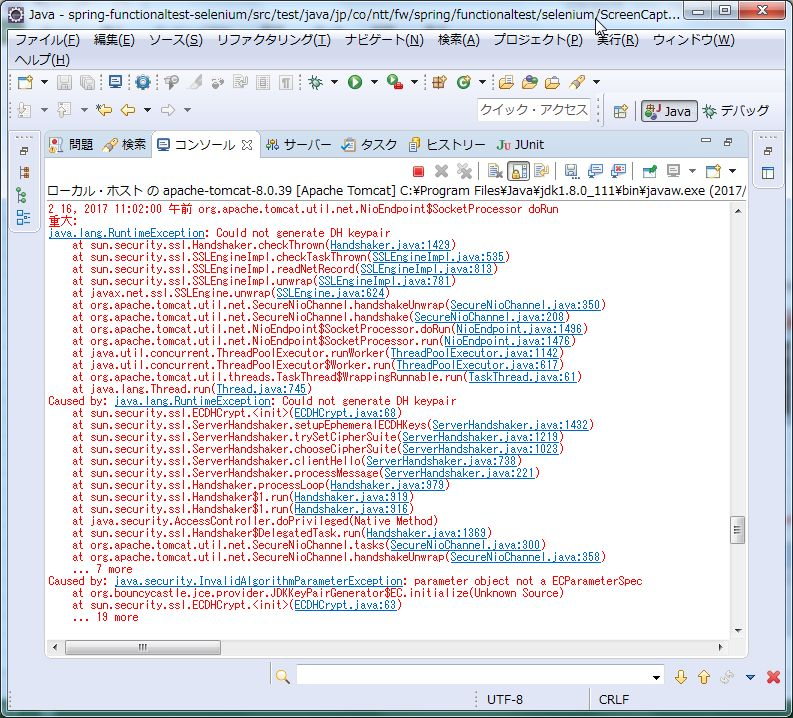 Java - spring-functionaltest-selenium/src/test/java/jp/co/ntt/fw/spring/functionaltest/selenium/ScreenCapt...
ファイル(F) 編集(E) ソース(S) リファクタリング(T) ナビゲート(N) 検索(A) プロジェクト(P) 実行(R) ウィンドウ(W)
ヘルプ(H)
クイック・アクセス Java デバッグ
問題 検索 コンソール サーバー タスク ヒストリー JUnit
ローカル・ホスト の apache-tomcat-8.0.39 [Apache Tomcat] C:¥Program Files¥Java¥jdk1.8.0_111¥bin¥javaw.exe (2017/
2 16, 2017 11:02:00 午前 org.apache.tomcat.util.net.NioEndpoint$SocketProcessor doRun
重大:
java.lang.RuntimeException: Could not generate DH keypair
at sun.security.ssl.Handshaker.checkThrown(Handshaker.java:1429)
at sun.security.ssl.SSLEngineImpl.checkTaskThrown(SSLEngineImpl.java:535)
at sun.security.ssl.SSLEngineImpl.readNetRecord(SSLEngineImpl.java:813)
at sun.security.ssl.SSLEngineImpl.unwrap(SSLEngineImpl.java:781)
at javax.net.ssl.SSLEngine.unwrap(SSLEngine.java:624)
at org.apache.tomcat.util.net.SecureNioChannel.handshakeUnwrap(SecureNioChannel.java:350)
at org.apache.tomcat.util.net.SecureNioChannel.handshake(SecureNioChannel.java:208)
at org.apache.tomcat.util.net.NioEndpoint$SocketProcessor.doRun(NioEndpoint.java:1496)
at org.apache.tomcat.util.net.NioEndpoint$SocketProcessor.run(NioEndpoint.java:1476)
at java.util.concurrent.ThreadPoolExecutor.runWorker(ThreadPoolExecutor.java:1142)
at java.util.concurrent.ThreadPoolExecutor$Worker.run(ThreadPoolExecutor.java:617)
at org.apache.tomcat.util.threads.TaskThread$WrappingRunnable.run(TaskThread.java:61)
at java.lang.Thread.run(Thread.java:745)
Caused by: java.lang.RuntimeException: Could not generate DH keypair
at sun.security.ssl.ECDHCrypt.<init>(ECDHCrypt.java:68)
at sun.security.ssl.ServerHandshaker.setupEphemeralECDHKeys(ServerHandshaker.java:1432)
at sun.security.ssl.ServerHandshaker.trySetCipherSuite(ServerHandshaker.java:1219)
at sun.security.ssl.ServerHandshaker.chooseCipherSuite(ServerHandshaker.java:1023)
at sun.security.ssl.ServerHandshaker.clientHello(ServerHandshaker.java:738)
at sun.security.ssl.ServerHandshaker.processMessage(ServerHandshaker.java:221)
at sun.security.ssl.Handshaker.processLoop(Handshaker.java:979)
at sun.security.ssl.Handshaker$1.run(Handshaker.java:919)
at sun.security.ssl.Handshaker$1.run(Handshaker.java:916)
at java.security.AccessController.doPrivileged(Native Method)
at sun.security.ssl.Handshaker$DelegatedTask.run(Handshaker.java:1369)
at org.apache.tomcat.util.net.SecureNioChannel.tasks(SecureNioChannel.java:300)
at org.apache.tomcat.util.net.SecureNioChannel.handshakeUnwrap(SecureNioChannel.java:358)
... 7 more
Caused by: java.security.InvalidAlgorithmParameterException: parameter object not a ECParameterSpec
at org.bouncycastle.jce.provider.JDKKeyPairGenerator$EC.initialize(Unknown Source)
at sun.security.ssl.ECDHCrypt.<init>(ECDHCrypt.java:63)
... 19 more
UTF-8 CRLF